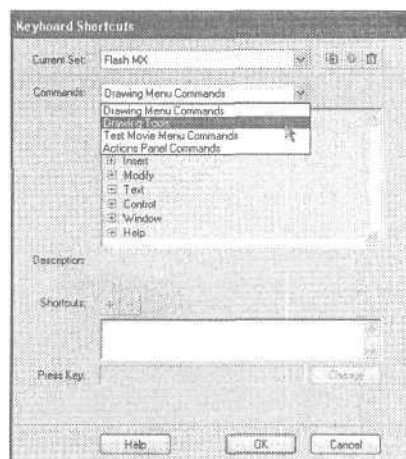 Keyboard Shortcuts
Current Set: Flash MX
Commands: Drawing Menu Commands
Drawing Menu Commands
Drawing Tools
Test Movie Menu Commands
Actions Panel Commands
Insert
Modify
Text
Control
Window
Help
Description:
Shortcuts: + -
Press Key: Change
Help OK Cancel